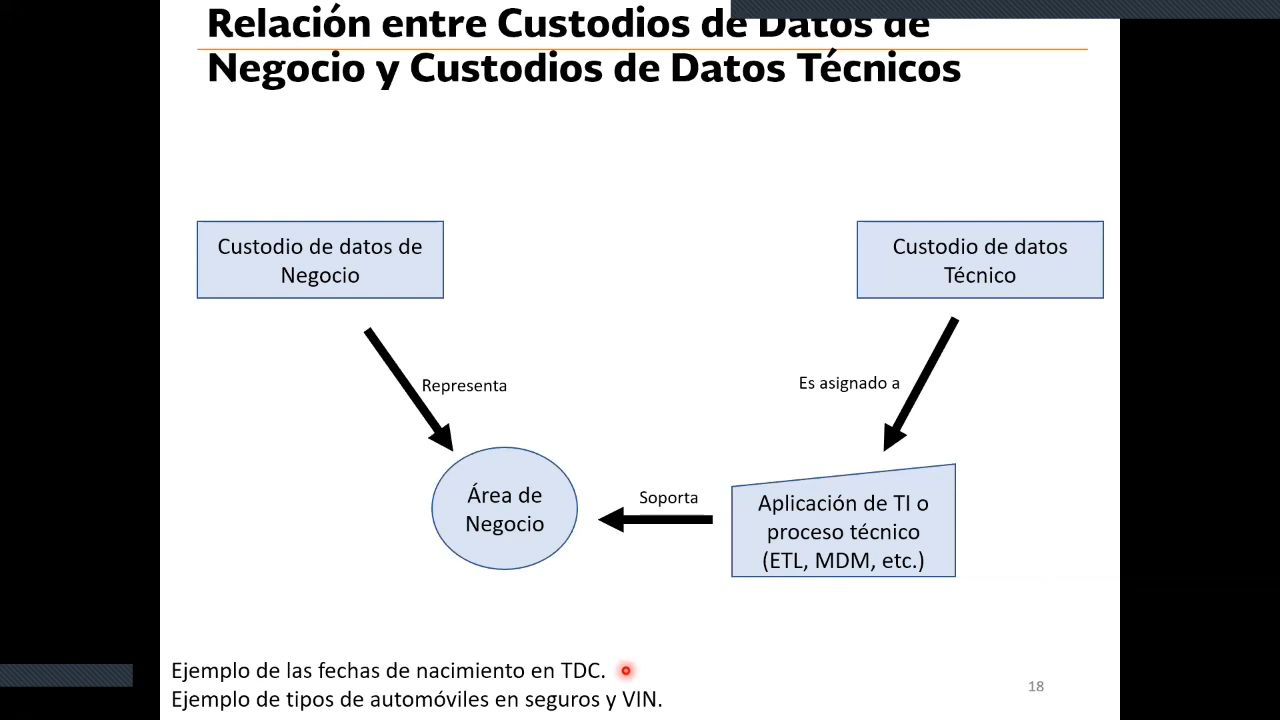 Relación entre Custodios de Datos de
Negocio y Custodios de Datos Técnicos
Custodio de datos de
Negocio
Custodio de datos
Técnico
Representa
Es asignado a
Área de
Negocio
Soporta
Aplicación de TI o
proceso técnico
(ETL, MDM, etc.)
Ejemplo de las fechas de nacimiento en TDC.
Ejemplo de tipos de automóviles en seguros y VIN.
18